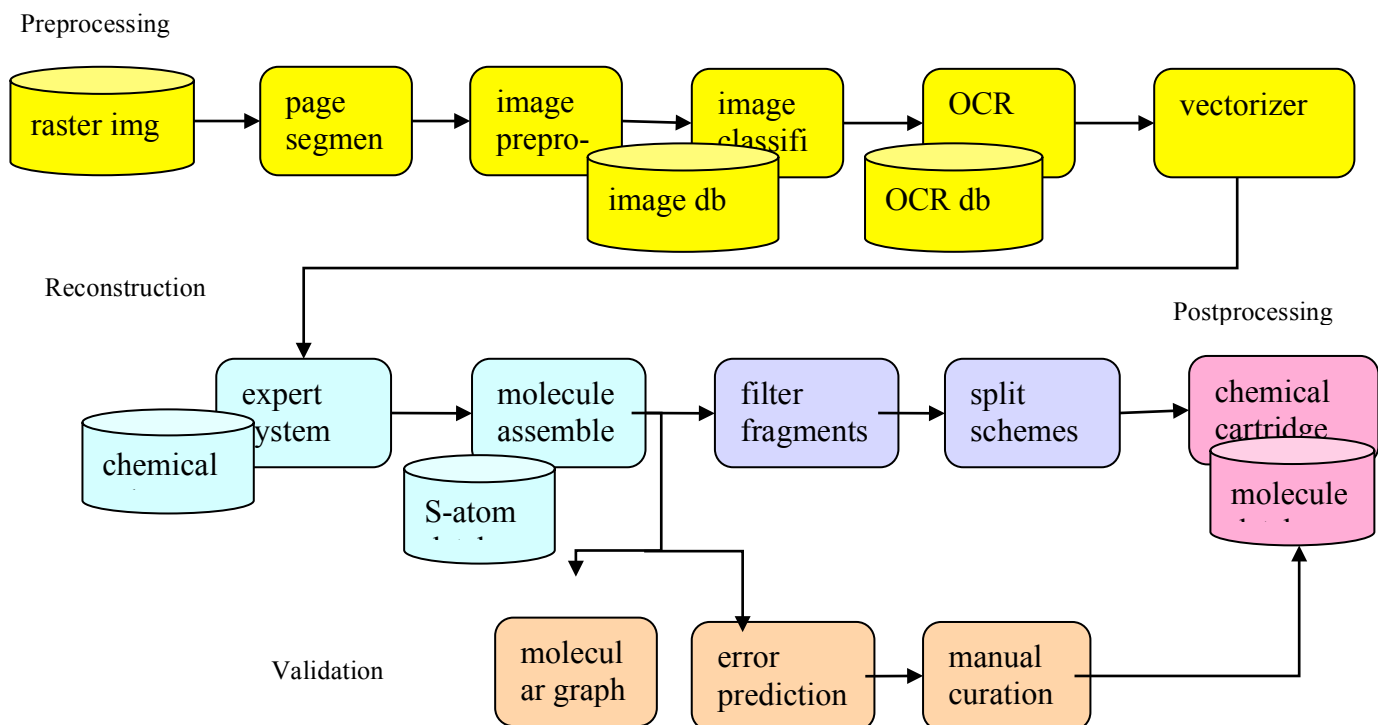 Preprocessing
raster img
page
segmen
image
prepro-
image
classifi
OCR
vectorizer
image db
OCR db
Reconstruction
Postprocessing
expert
system
molecule
assemble
filter
fragments
split
schemes
chemical
cartridge
chemical
S-atom
molecule
Validation
molecul
ar graph
error
prediction
manual
curation